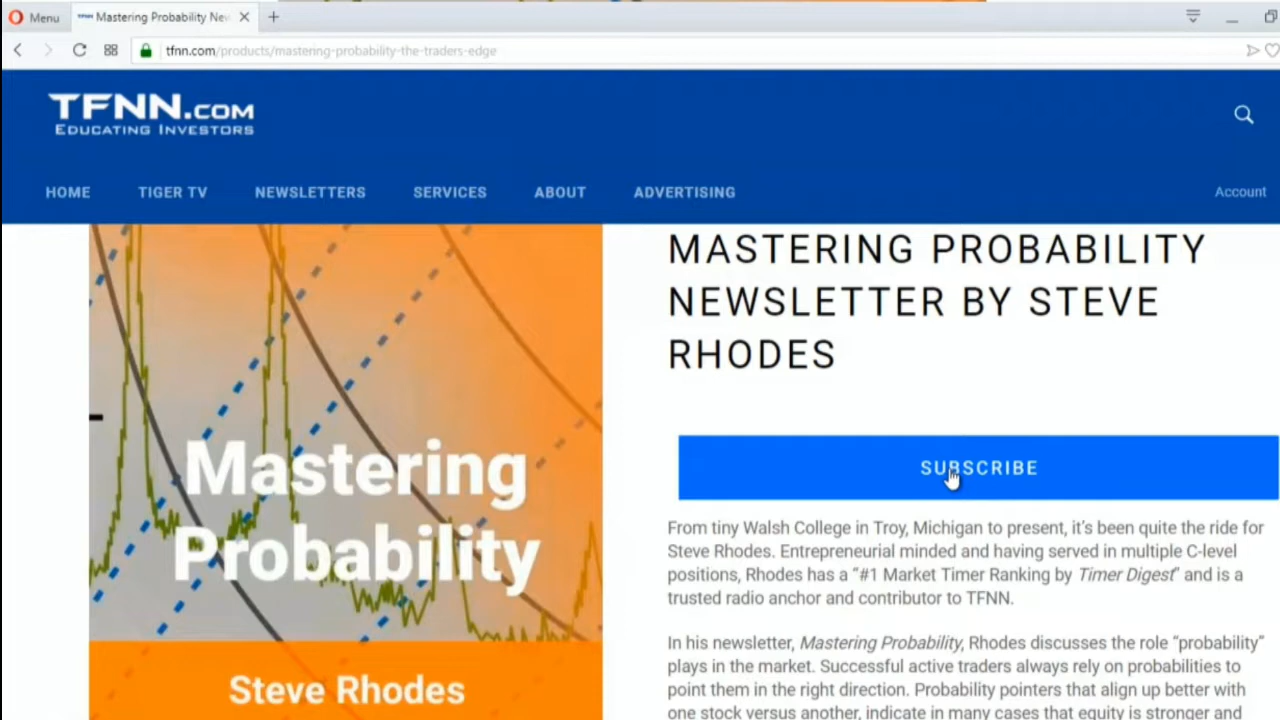 Menu
TFNN Mastering Probability Nev
tfnn.com/products/mastering-probability-the-traders-edge
TFNN.COM
EDUCATING INVESTORS
HOME TIGER TV NEWSLETTERS SERVICES ABOUT ADVERTISING Account
MASTERING PROBABILITY
NEWSLETTER BY STEVE
RHODES
Mastering
Probability
Steve Rhodes
SUBSCRIBE
From tiny Walsh College in Troy, Michigan to present, it's been quite the ride for
Steve Rhodes. Entrepreneurial minded and having served in multiple C-level
positions, Rhodes has a “#1 Market Timer Ranking by Timer Digest” and is a
trusted radio anchor and contributor to TFNN.
In his newsletter, Mastering Probability, Rhodes discusses the role “probability”
plays in the market. Successful active traders always rely on probabilities to
point them in the right direction. Probability pointers that align up better with
one stock versus another, indicate in many cases that equity is stronger and